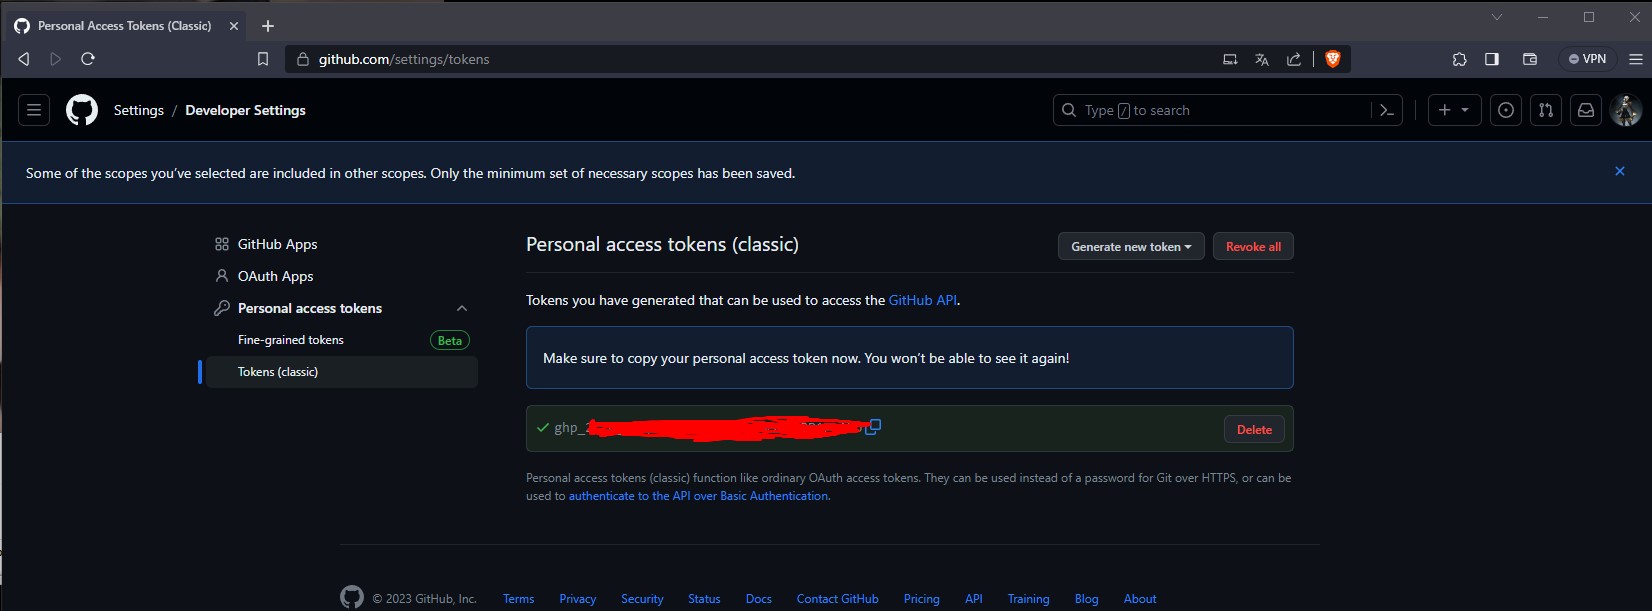 Personal Access Tokens (Classic)
github.com/settings/tokens
VPN
Settings / Developer Settings
Type / to search
Some of the scopes you've selected are included in other scopes. Only the minimum set of necessary scopes has been saved.
GitHub Apps
OAuth Apps
Personal access tokens
Fine-grained tokens Beta
Tokens (classic)
Personal access tokens (classic)
Generate new token
Revoke all
Tokens you have generated that can be used to access the GitHub API.
Make sure to copy your personal access token now. You won't be able to see it again!
ghp_
Delete
Personal access tokens (classic) function like ordinary OAuth access tokens. They can be used instead of a password for Git over HTTPS, or can be
used to authenticate to the API over Basic Authentication.
© 2023 GitHub, Inc. Terms Privacy Security Status Docs Contact GitHub Pricing API Training Blog About